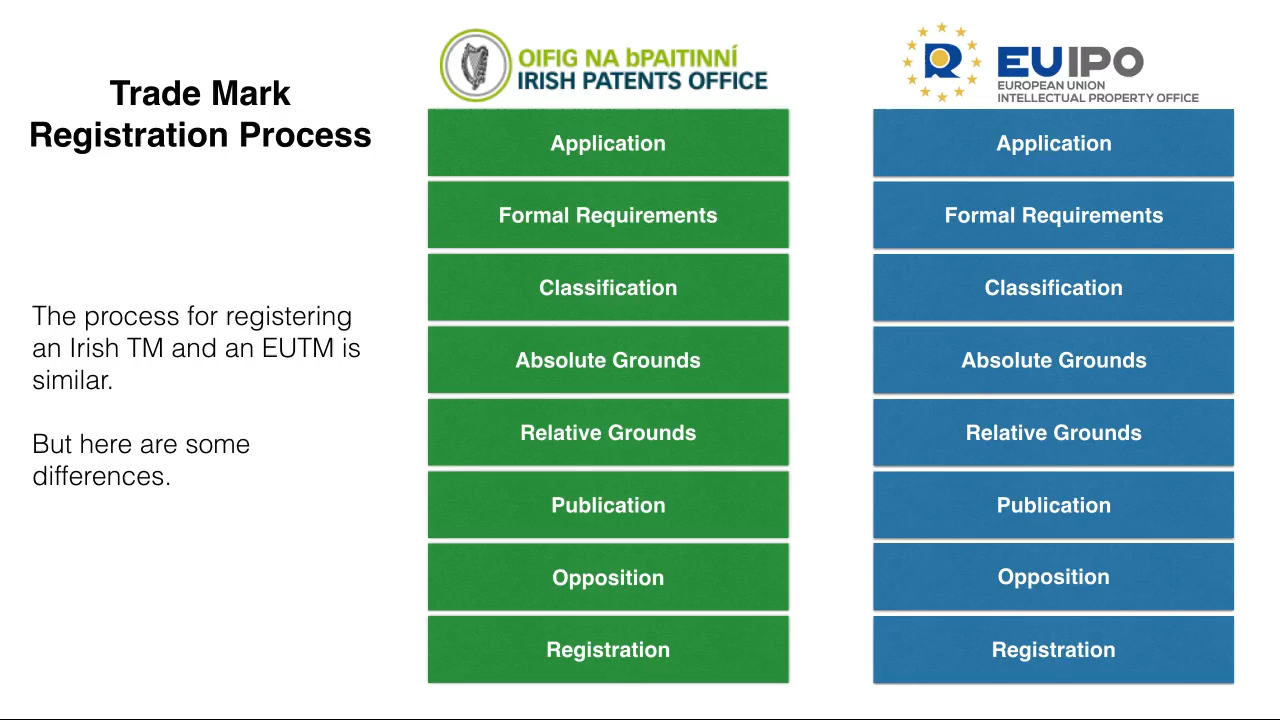 Trade Mark
Registration Process
The process for registering
an Irish TM and an EUTM is
similar.
But here are some
differences.
OIFIG NA bPAITINNÍ
IRISH PATENTS OFFICE
Application
Formal Requirements
Classification
Absolute Grounds
Relative Grounds
Publication
Opposition
Registration
R
EUIPO
EUROPEAN UNION
INTELLECTUAL PROPERTY OFFICE
Application
Formal Requirements
Classification
Absolute Grounds
Relative Grounds
Publication
Opposition
Registration